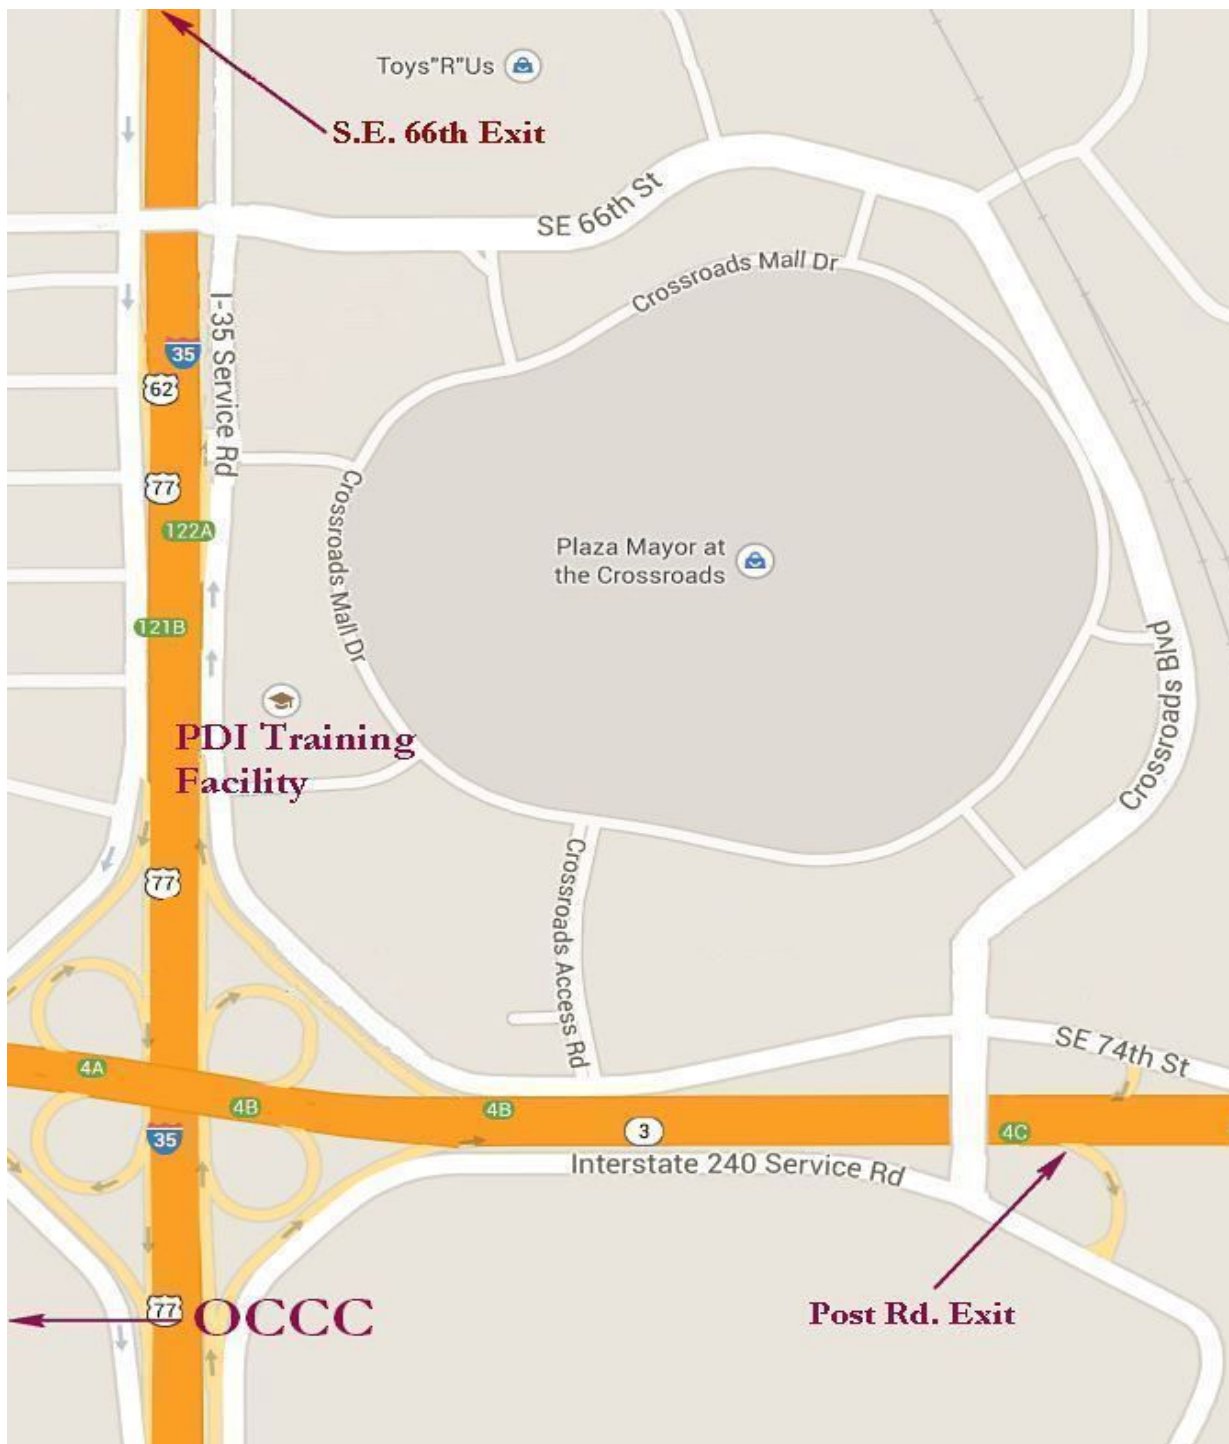 Toys"R"Us
S.E. 66th Exit
SE 66th St
Crossroads Mall Dr
I-35 Service Rd
35
62
77
122A
121B
Crossroads Mall Dr
Plaza Mayor at
the Crossroads
Crossroads Blvd
PDI Training
Facility
77
Crossroads Access Rd
SE 74th St
4A
4B
4B
3
4C
35
Interstate 240 Service Rd
77
OCCC
Post Rd. Exit